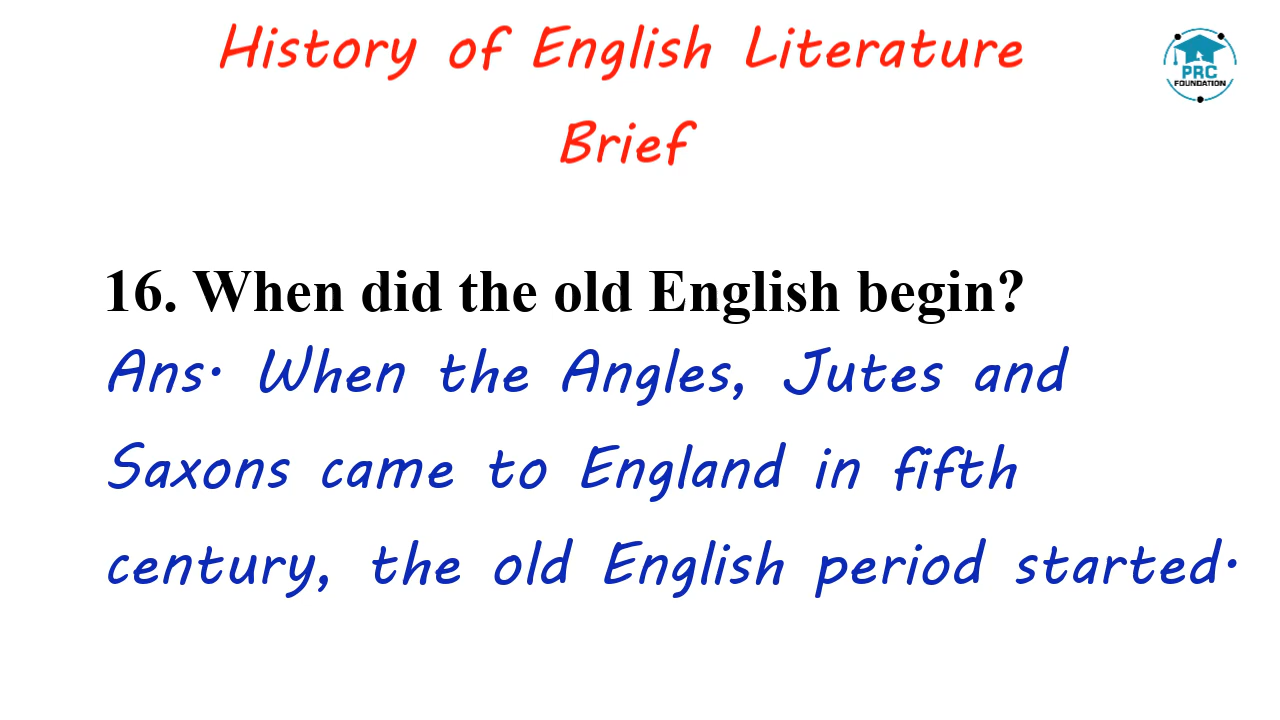 History of English Literature
Brief
PRC
FOUNDATION
16. When did the old English begin?
Ans. When the Angles, Jutes and
Saxons came to England in fifth
century, the old English period started.